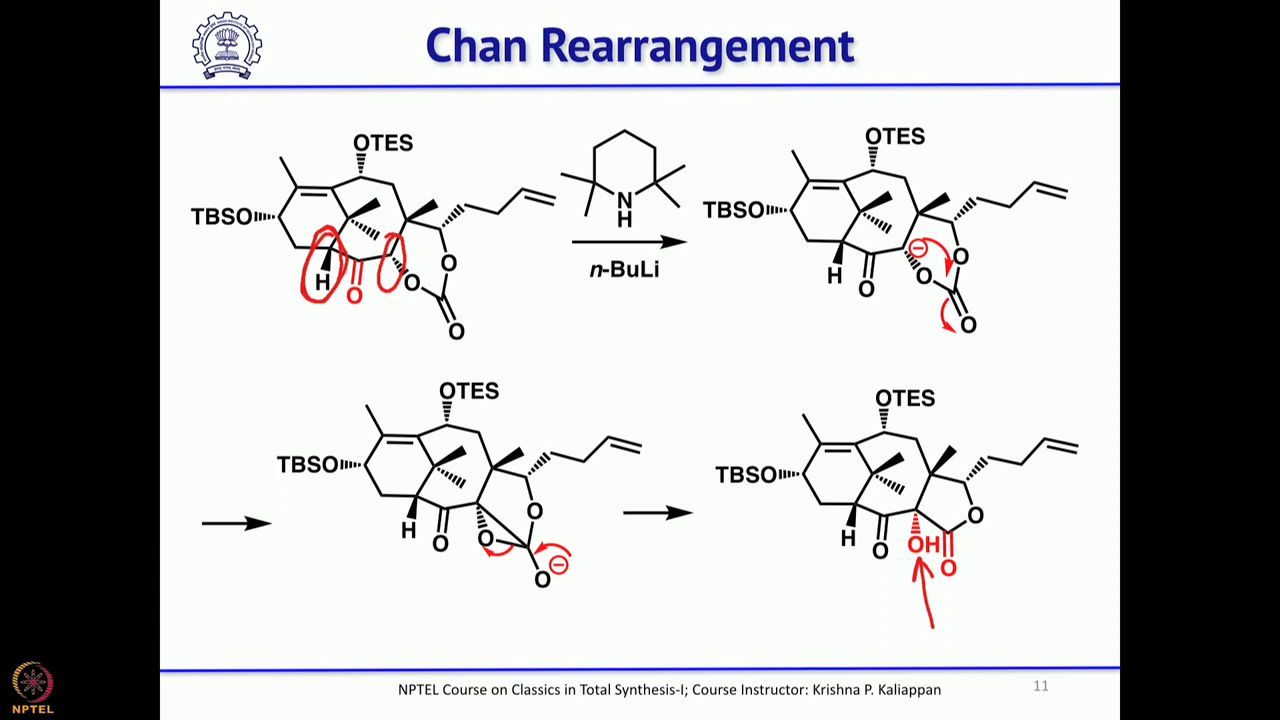 Chan Rearrangement
OTES
TBSO
H
O
O
O
O
N
H
n-BuLi
OTES
TBSO
H
O
O
O
O
OTES
TBSO
H
O
O
O
O
OTES
TBSO
H
O
OH
O
O
NPTEL Course on Classics in Total Synthesis-I; Course Instructor: Krishna P. Kaliappan
11
NPTEL